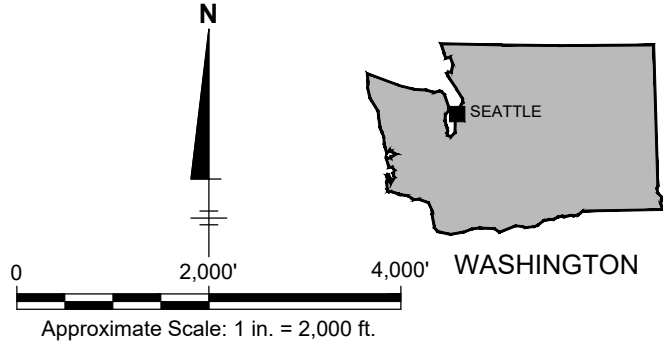 N
SEATTLE
WASHINGTON
0 2,000' 4,000'
Approximate Scale: 1 in. = 2,000 ft.